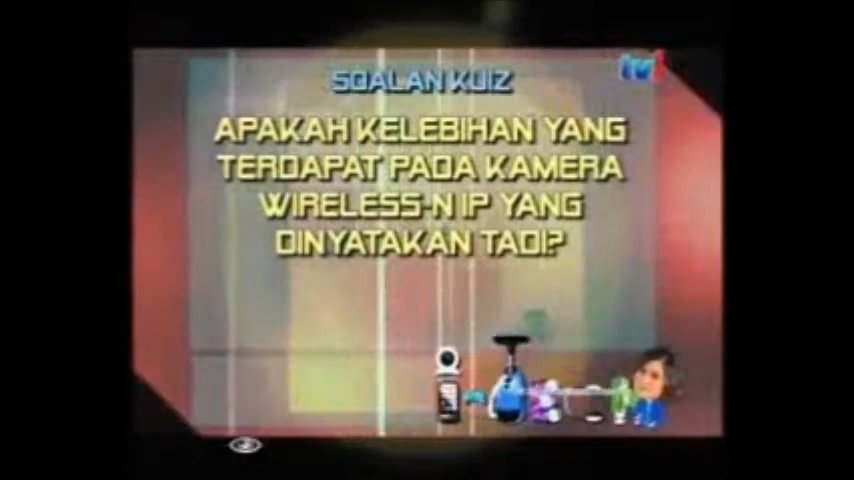 SOALAN KUIZ
tv1
APAKAH KELEBIHAN YANG
TERDAPAT PADA KAMERA
WIRELESS-N IP YANG
DINYATAKAN TADI?